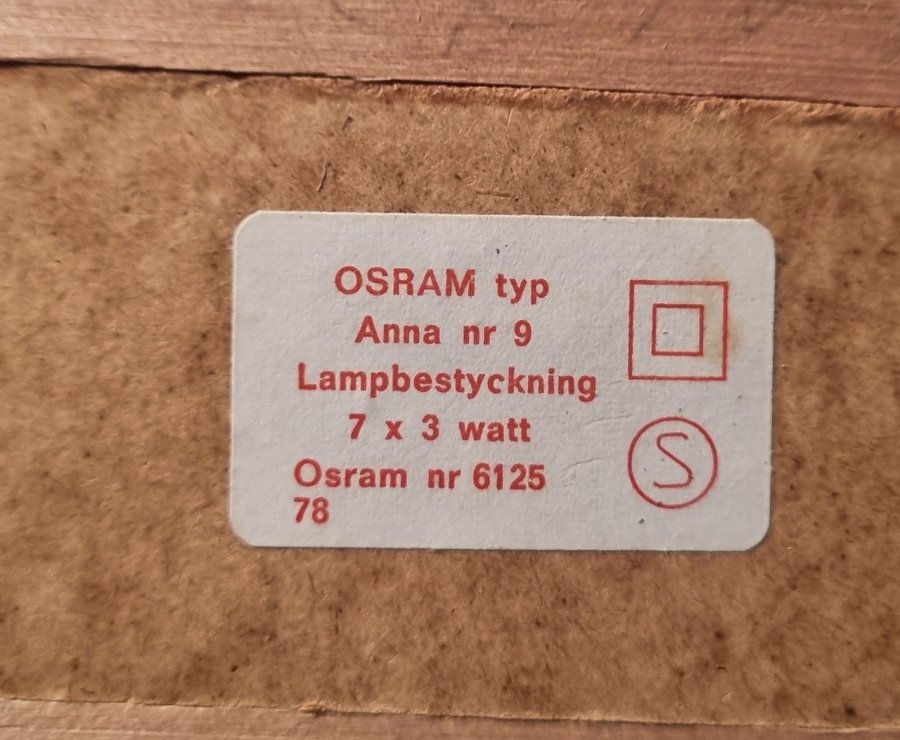 OSRAM typ
Anna nr 9
Lampbestyckning
7 x 3 watt
Osram nr 6125
78
S